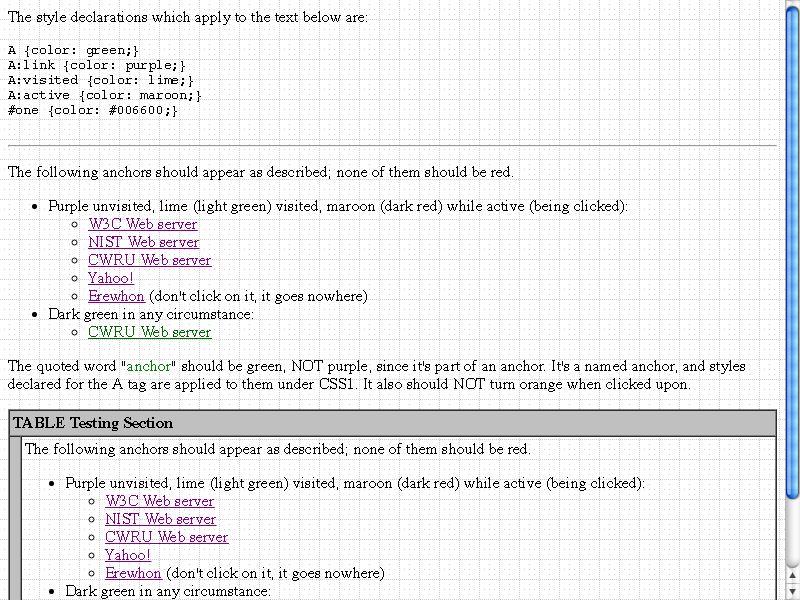 The style declarations which apply to the text below are:
A {color: green;}
A:link {color: purple;}
A:visited {color: lime;}
A:active {color: maroon;}
#one {color: #006600;}
The following anchors should appear as described; none of them should be red.
Purple unvisited, lime (light green) visited, maroon (dark red) while active (being clicked):
W3C Web server
NIST Web server
CWRU Web server
Yahoo!
Erewhon (don't click on it, it goes nowhere)
Dark green in any circumstance:
CWRU Web server
The quoted word "anchor" should be green, NOT purple, since it's part of an anchor. It's a named anchor, and styles
declared for the A tag are applied to them under CSS1. It also should NOT turn orange when clicked upon.
TABLE Testing Section
The following anchors should appear as described; none of them should be red.
Purple unvisited, lime (light green) visited, maroon (dark red) while active (being clicked):
W3C Web server
NIST Web server
CWRU Web server
Yahoo!
Erewhon (don't click on it, it goes nowhere)
Dark green in any circumstance: